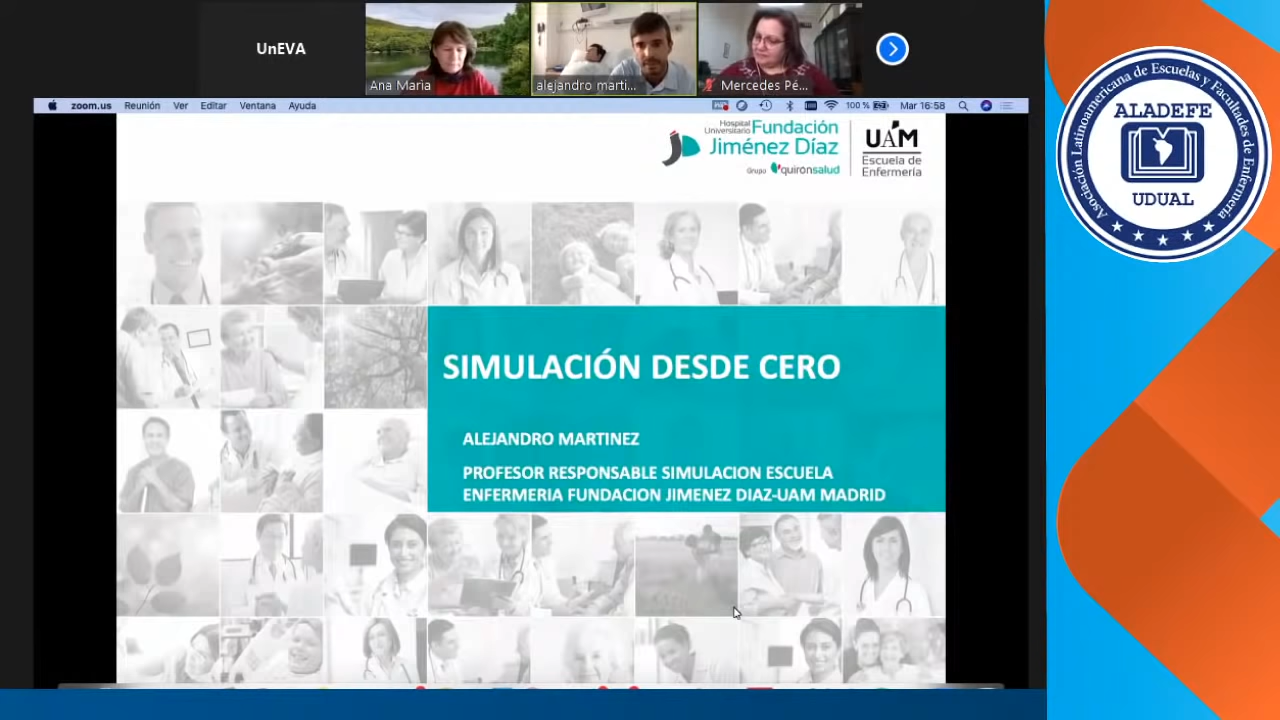 UnEVA
Ana Maria
alejandro marti...
Mercedes Pé...
zoom.us Reunión Ver Editar Ventana Ayuda
100 % Mar 16:58
Hospital
Universitario Fundación
Jiménez Díaz
Grupo quirónsalud
UAM
Escuela de
Enfermería
SIMULACIÓN DESDE CERO
ALEJANDRO MARTINEZ
PROFESOR RESPONSABLE SIMULACION ESCUELA
ENFERMERIA FUNDACION JIMENEZ DIAZ-UAM MADRID
Asociación Latinoamericana de Escuelas y Facultades de Enfermería
ALADEFE
UDUAL